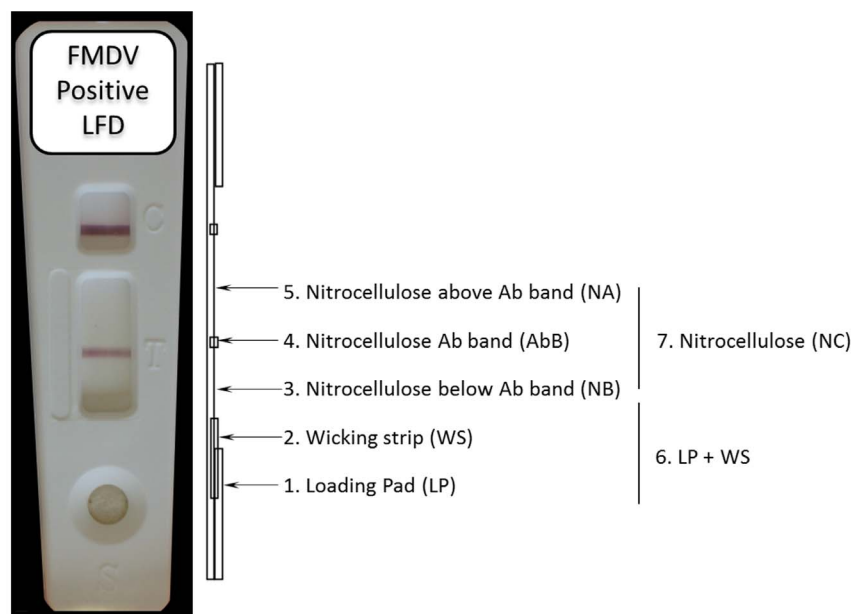 FMDV
Positive
LFD
C
T
S
5. Nitrocellulose above Ab band (NA)
4. Nitrocellulose Ab band (AbB)
3. Nitrocellulose below Ab band (NB)
2. Wicking strip (WS)
1. Loading Pad (LP)
7. Nitrocellulose (NC)
6. LP + WS